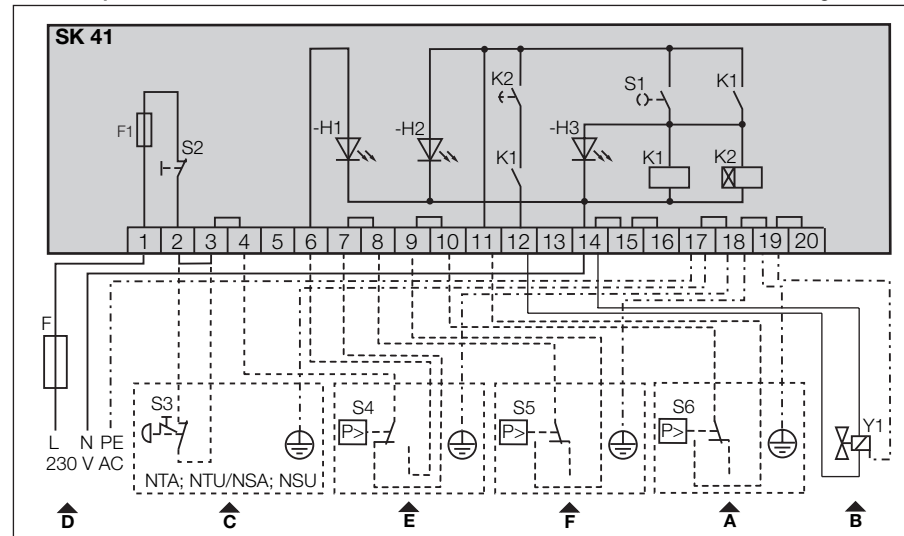 SK 41
K2
S1
K1
F1
S2
-H1
-H2
-H3
K1
K1
K2
1 2 3 4 5 6 7 8 9 10 11 12 13 14 15 16 17 18 19 20
F
S3
S4
S5
S6
Y1
P>
P>
P>
L N PE
230 V AC
NTA; NTU/NSA; NSU
D
C
E
F
A
B